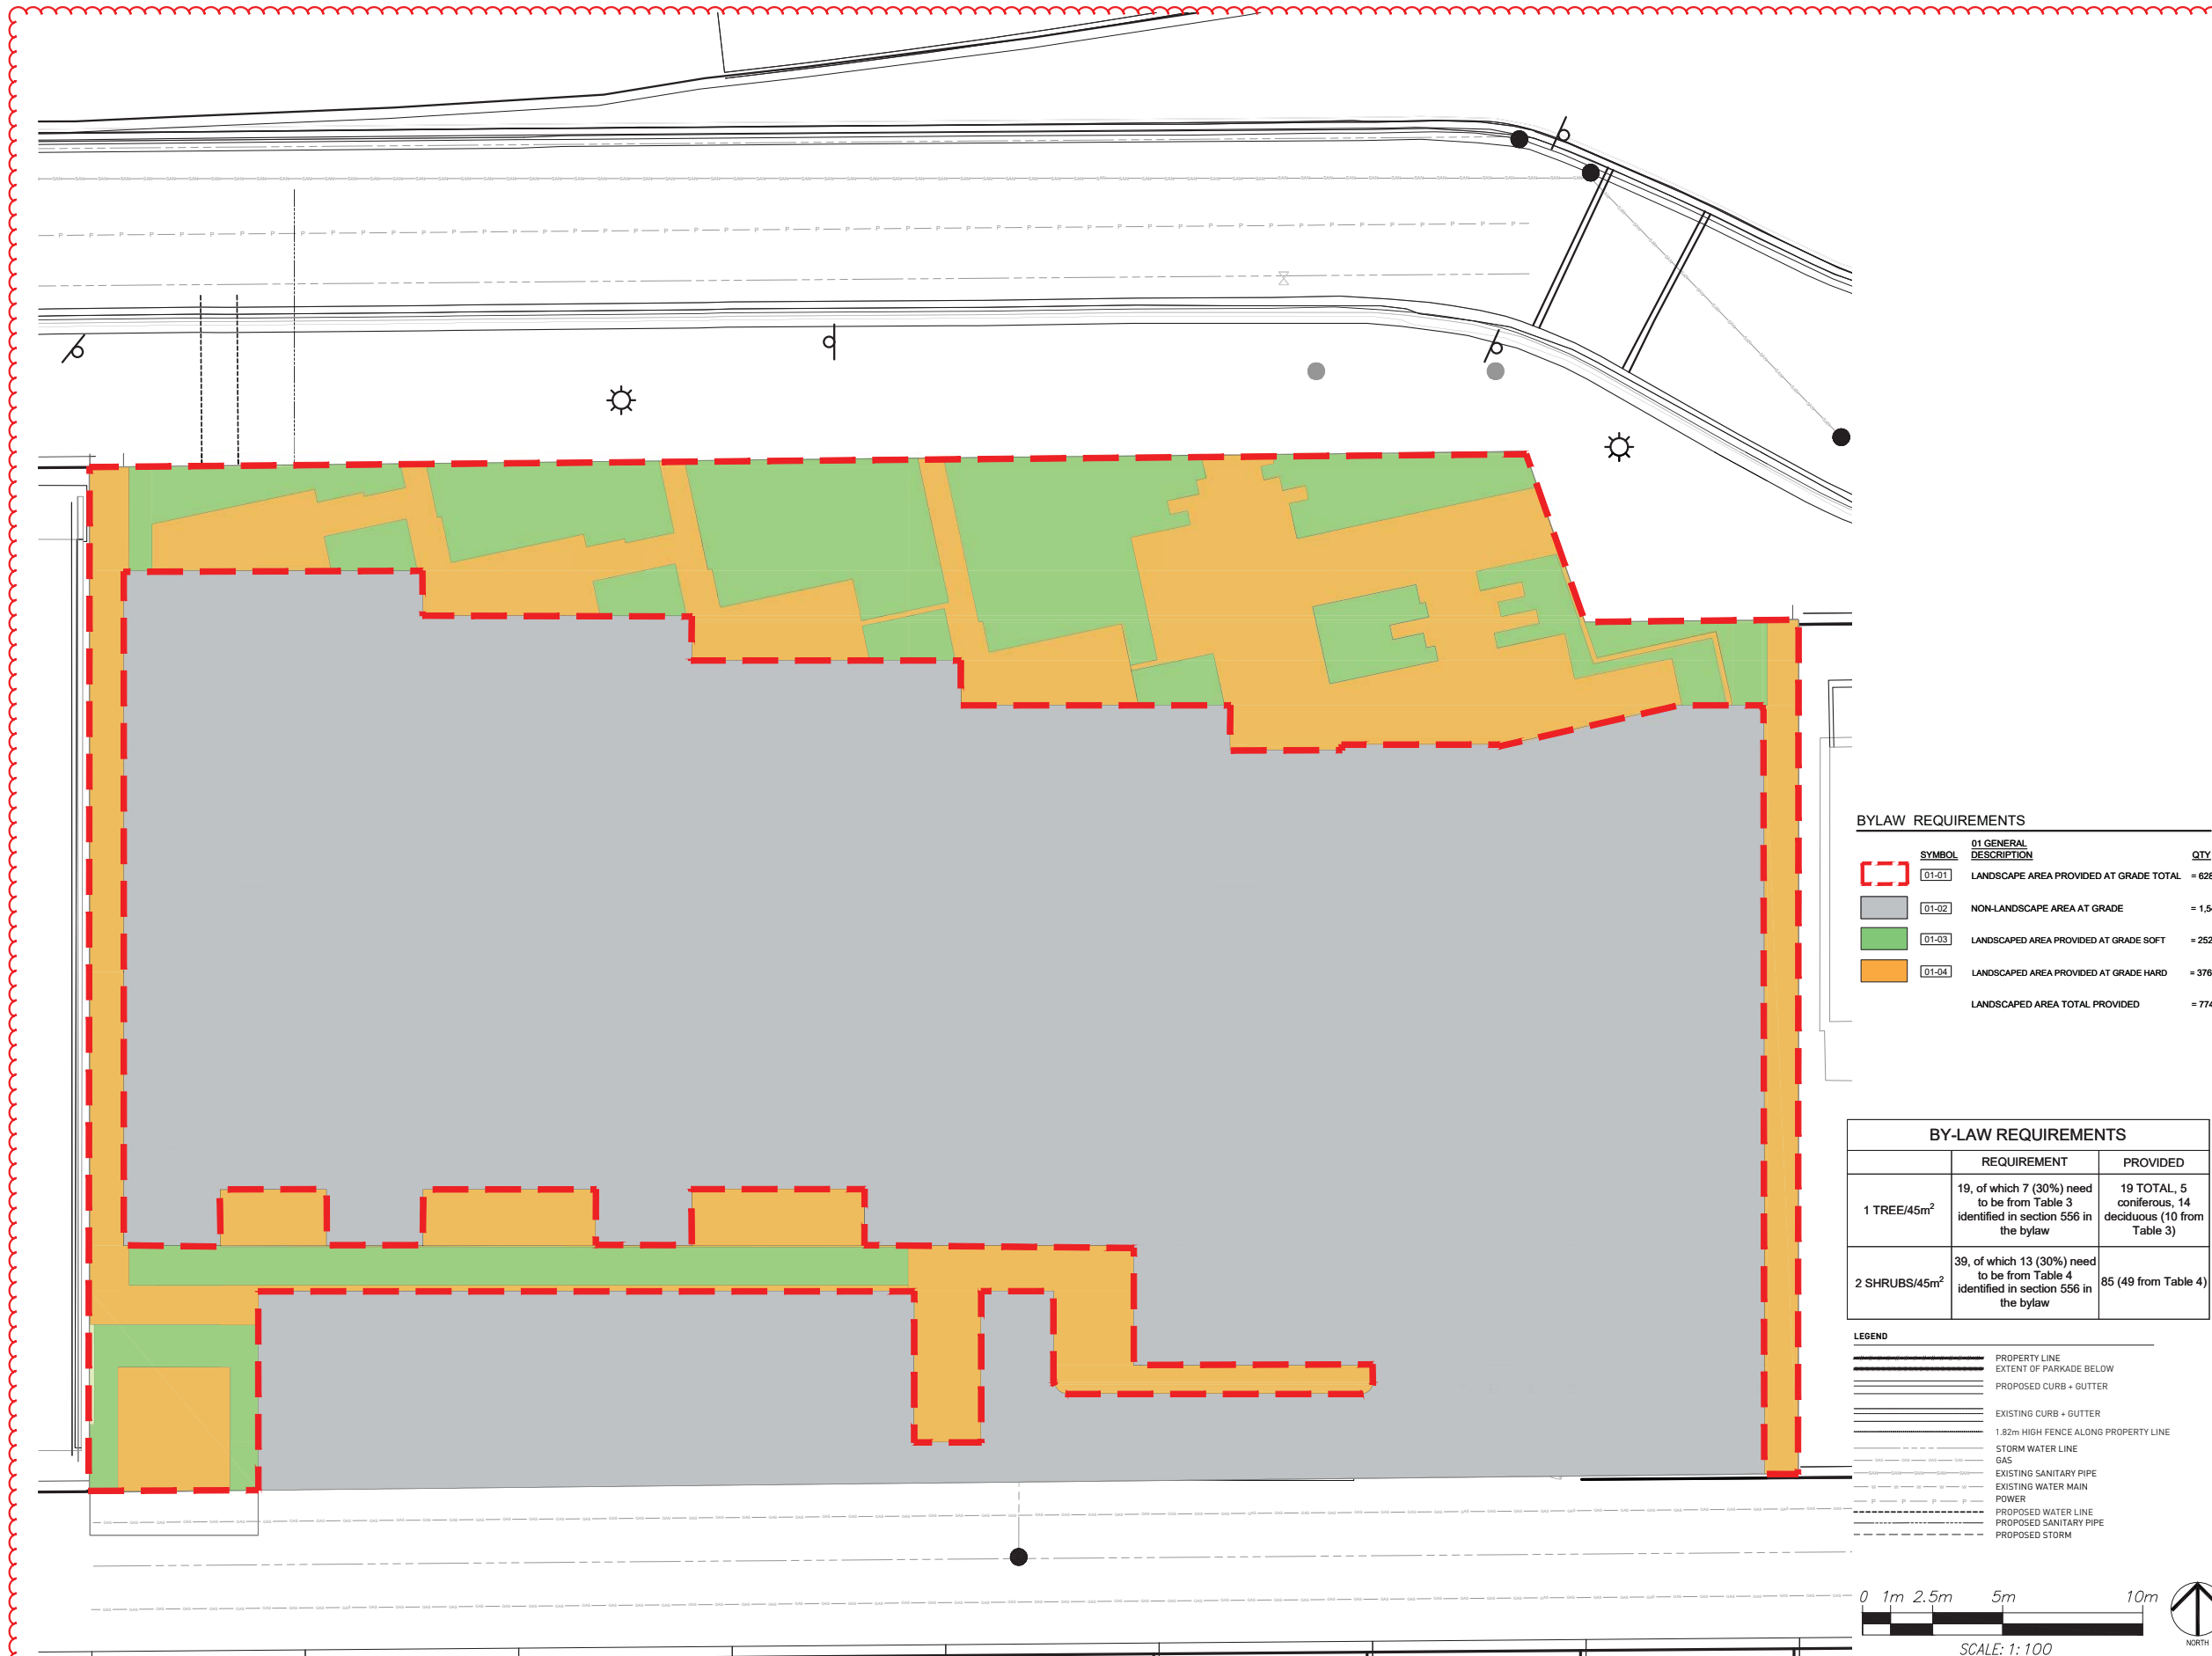 BYLAW REQUIREMENTS
SYMBOL
01 GENERAL
DESCRIPTION
QTY
01-01 LANDSCAPE AREA PROVIDED AT GRADE TOTAL = 628
01-02 NON-LANDSCAPE AREA AT GRADE = 1,5
01-03 LANDSCAPED AREA PROVIDED AT GRADE SOFT = 252
01-04 LANDSCAPED AREA PROVIDED AT GRADE HARD = 376
LANDSCAPED AREA TOTAL PROVIDED = 774
BY-LAW REQUIREMENTS
REQUIREMENT PROVIDED
1 TREE/45m²
19, of which 7 (30%) need
to be from Table 3
identified in section 556 in
the bylaw
19 TOTAL, 5
coniferous, 14
deciduous (10 from
Table 3)
2 SHRUBS/45m²
39, of which 13 (30%) need
to be from Table 4
identified in section 556 in
the bylaw
85 (49 from Table 4)
LEGEND
PROPERTY LINE
EXTENT OF PARKADE BELOW
PROPOSED CURB + GUTTER
EXISTING CURB + GUTTER
1.82m HIGH FENCE ALONG PROPERTY LINE
STORM WATER LINE
GAS
EXISTING SANITARY PIPE
EXISTING WATER MAIN
POWER
PROPOSED WATER LINE
PROPOSED SANITARY PIPE
PROPOSED STORM
0 1m 2.5m 5m 10m
SCALE: 1:100
NORTH